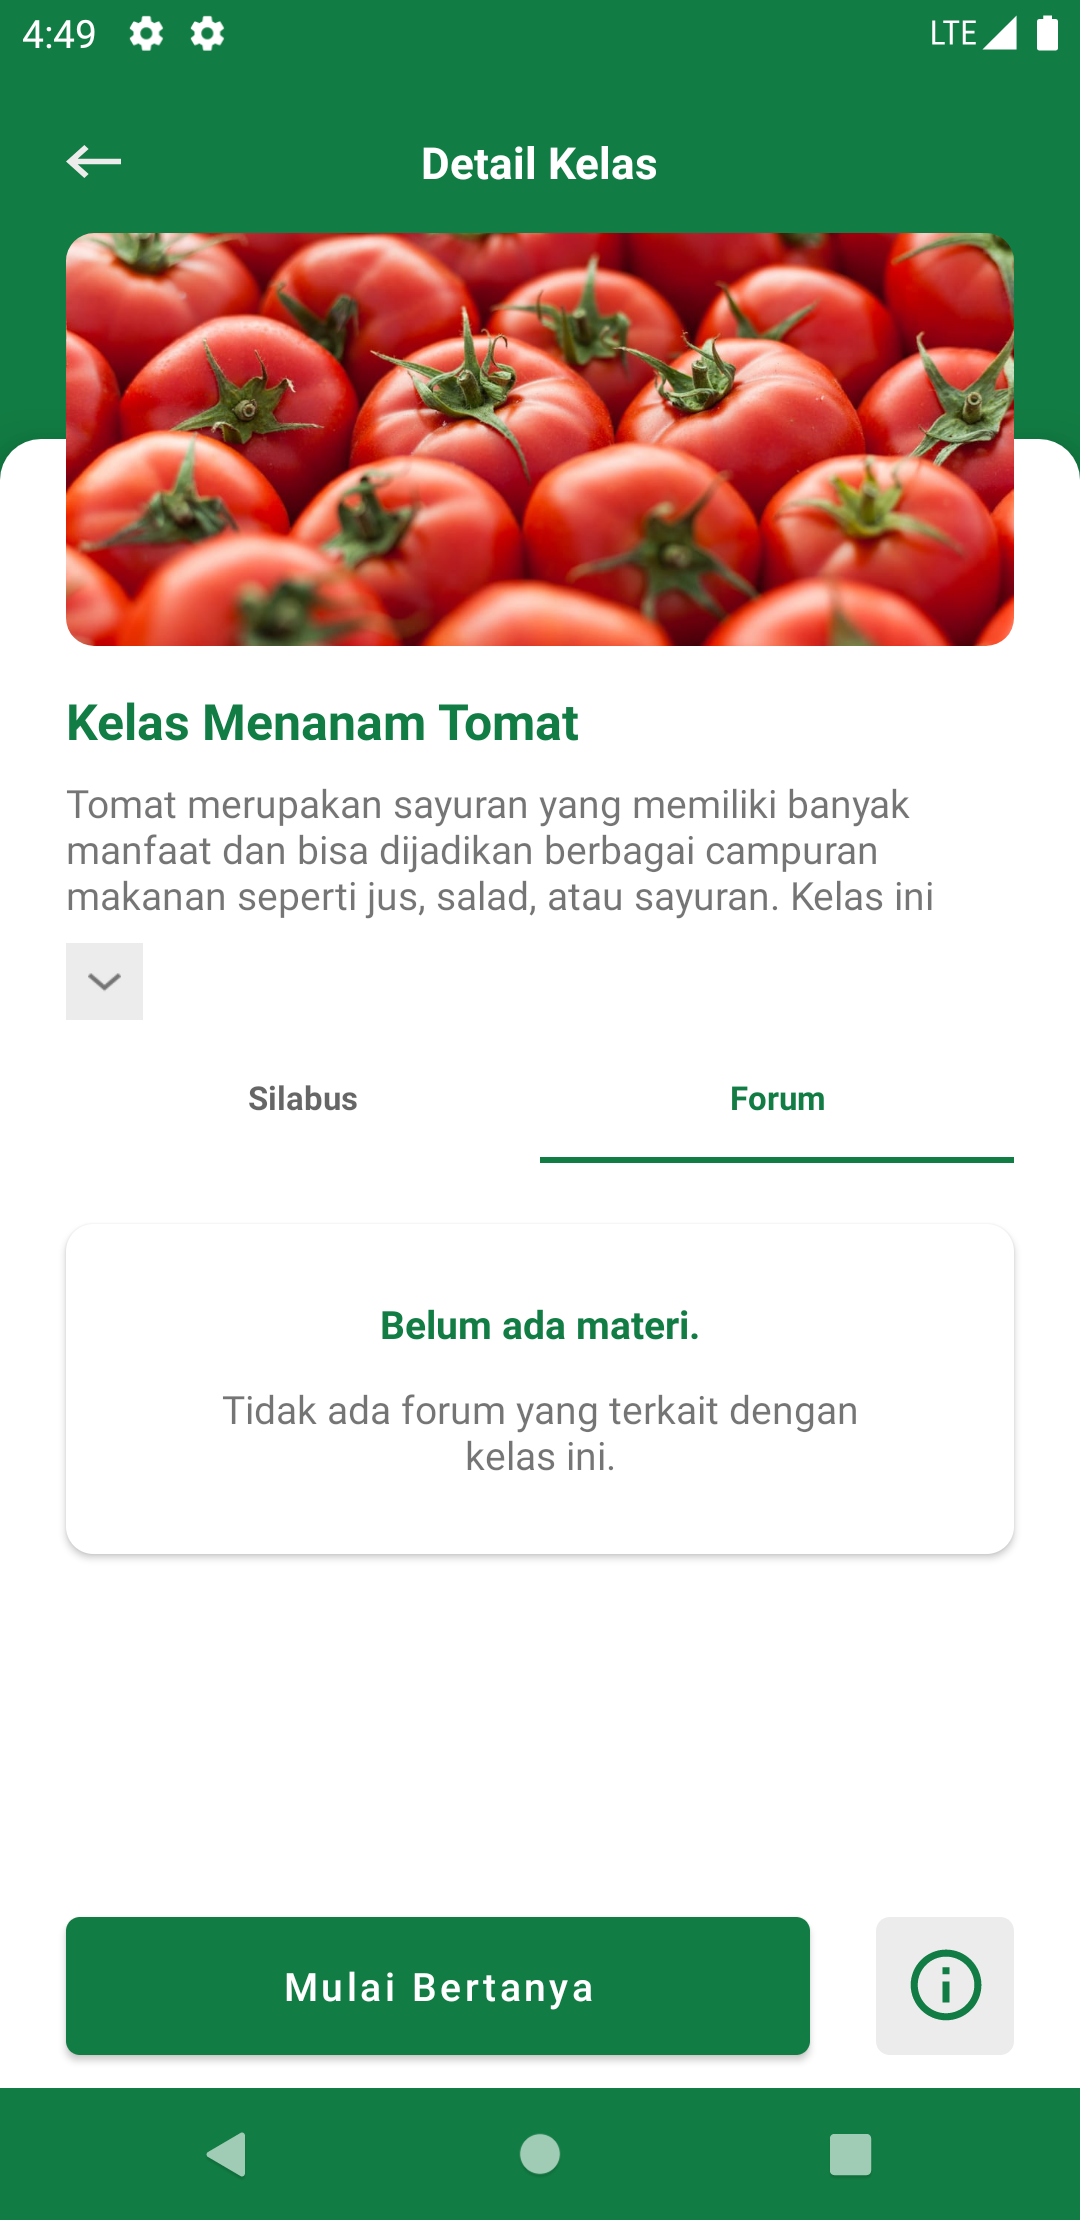 4:49 LTE
Detail Kelas
Kelas Menanam Tomat
Tomat merupakan sayuran yang memiliki banyak
manfaat dan bisa dijadikan berbagai campuran
makanan seperti jus, salad, atau sayuran. Kelas ini
Silabus Forum
Belum ada materi.
Tidak ada forum yang terkait dengan
kelas ini.
Mulai Bertanya